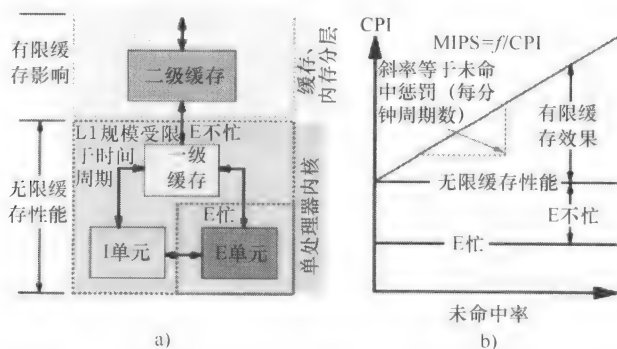 有限缓
存影响
二级缓存
缓存、
内存分层
L1规模受限
于时间
周期
E不忙
一级
缓存
无限缓
存性能
E忙
I单元
E单元
单处理器内核
a)
CPI
MIPS=f/CPI
斜率等于未命
中惩罚（每分
钟周期数）
有限缓
存效果
无限缓存性能
E不忙
E忙
未命中率
b)